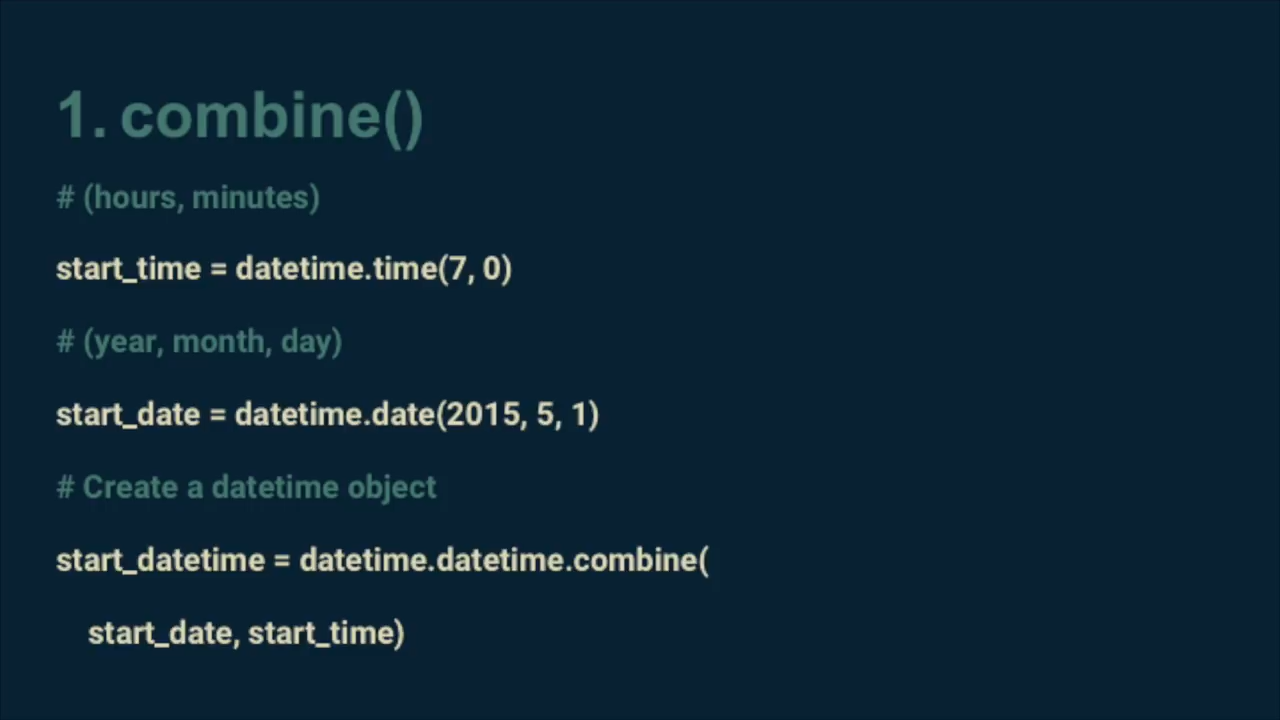 1. combine()
# (hours, minutes)
start_time = datetime.time(7, 0)
# (year, month, day)
start_date = datetime.date(2015, 5, 1)
# Create a datetime object
start_datetime = datetime.datetime.combine(
start_date, start_time)